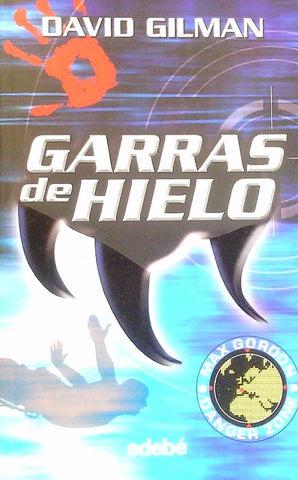 DAVID GILMAN
GARRAS
de HIELO
MAX GORDON
DANGER ZONE
edebé